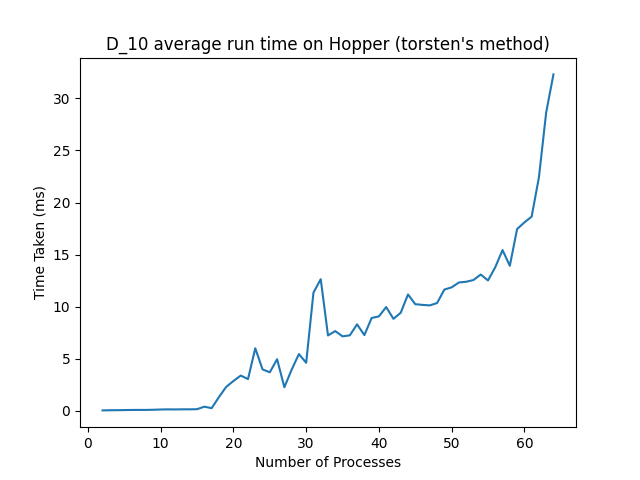 D_10 average run time on Hopper (torsten's method)
30
25
20
15
10
5
0
Time Taken (ms)
0 10 20 30 40 50 60
Number of Processes